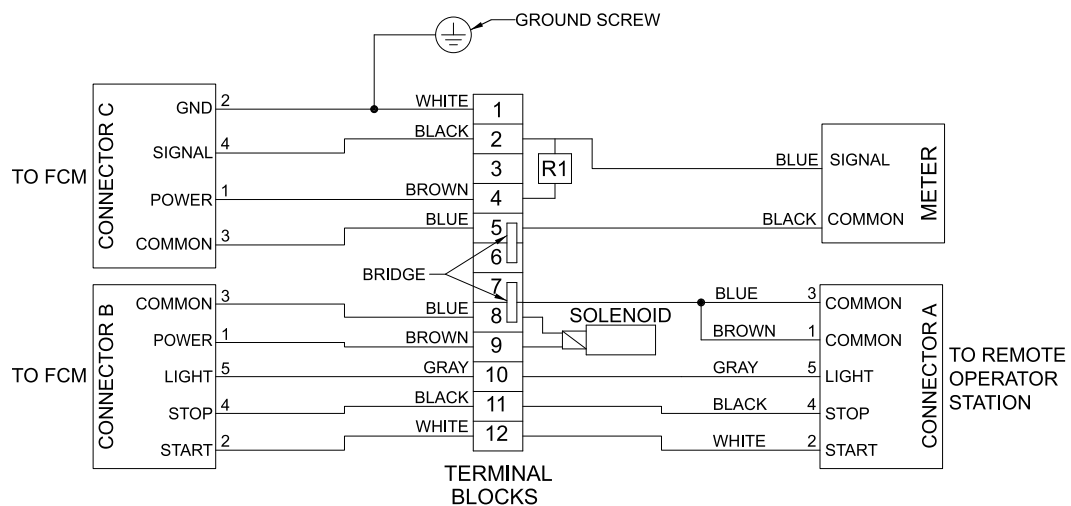 GROUND SCREW
TO FCM
CONNECTOR C
GND 2
SIGNAL 4
POWER 1
COMMON 3
WHITE
BLACK
BROWN
BLUE
BRIDGE
1
2
3
4
5
6
7
8
9
10
11
12
R1
BLUE SIGNAL
BLACK COMMON
METER
TO FCM
CONNECTOR B
COMMON 3
POWER 1
LIGHT 5
STOP 4
START 2
BLUE
BROWN
GRAY
BLACK
WHITE
SOLENOID
BLUE 3 COMMON
BROWN 1 COMMON
GRAY 5 LIGHT
BLACK 4 STOP
WHITE 2 START
CONNECTOR A
TO REMOTE
OPERATOR
STATION
TERMINAL
BLOCKS